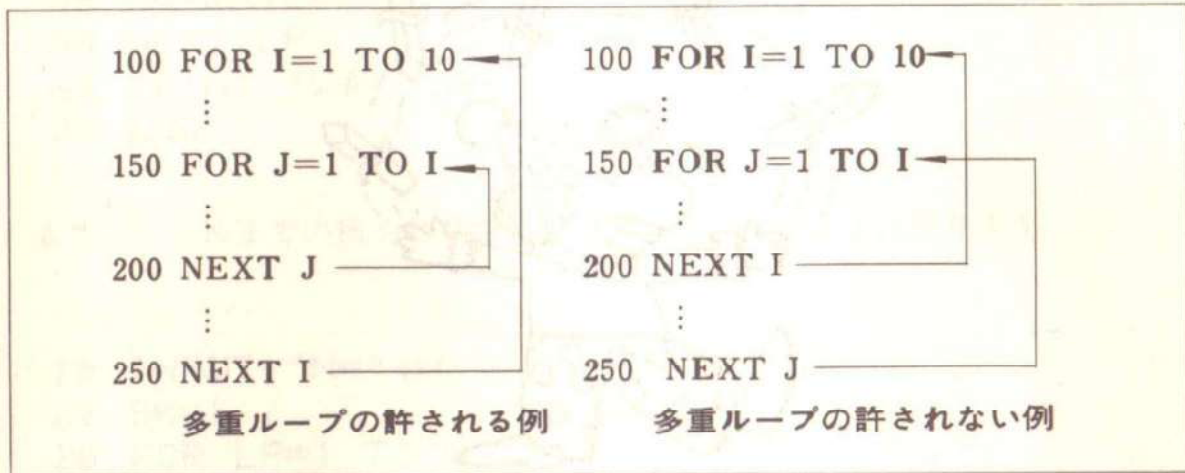 100 FOR I=1 TO 10
⋮
150 FOR J=1 TO I
⋮
200 NEXT J
⋮
250 NEXT I
多重ループの許される例
100 FOR I=1 TO 10
⋮
150 FOR J=1 TO I
⋮
200 NEXT I
⋮
250 NEXT J
多重ループの許されない例